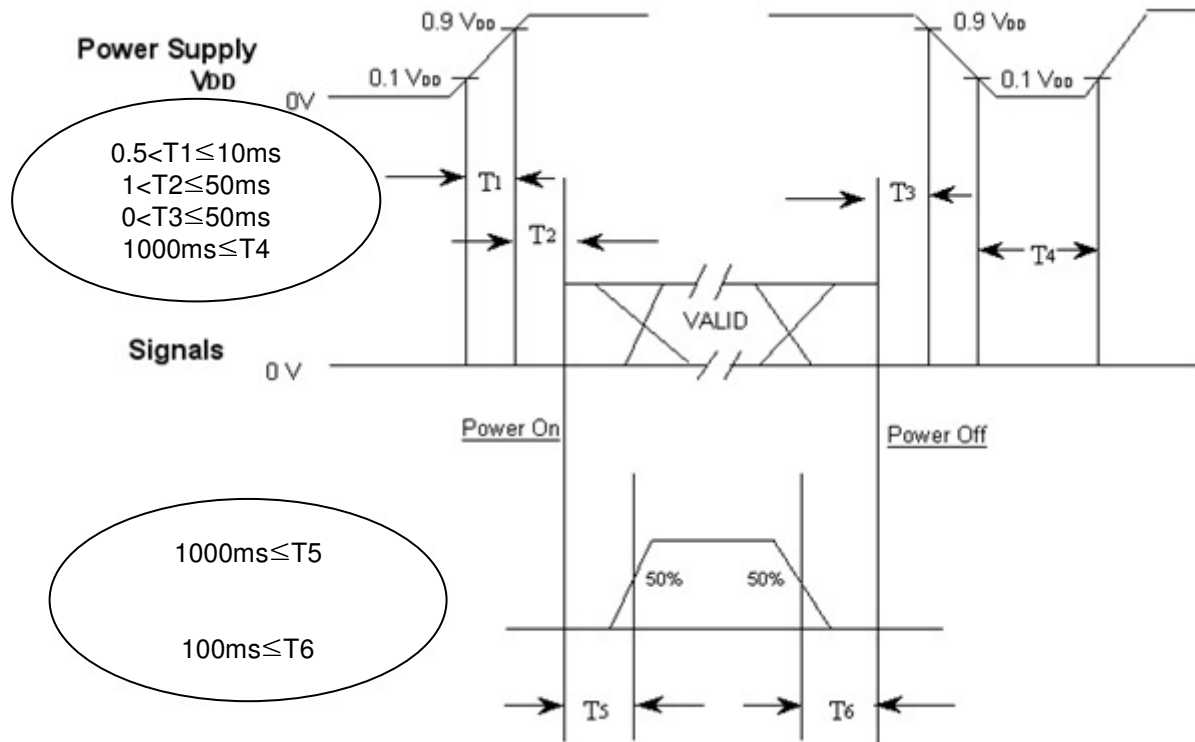 0.9 VDD
0.9 VDD
Power Supply
VDD
0.1 VDD
0.1 VDD
0V
0.5<T1≦10ms
1<T2≦50ms
0<T3≦50ms
1000ms≦T4
T1
T3
T2
T4
VALID
Signals
0 V
Power On
Power Off
1000ms≦T5
50%
50%
100ms≦T6
T5
T6